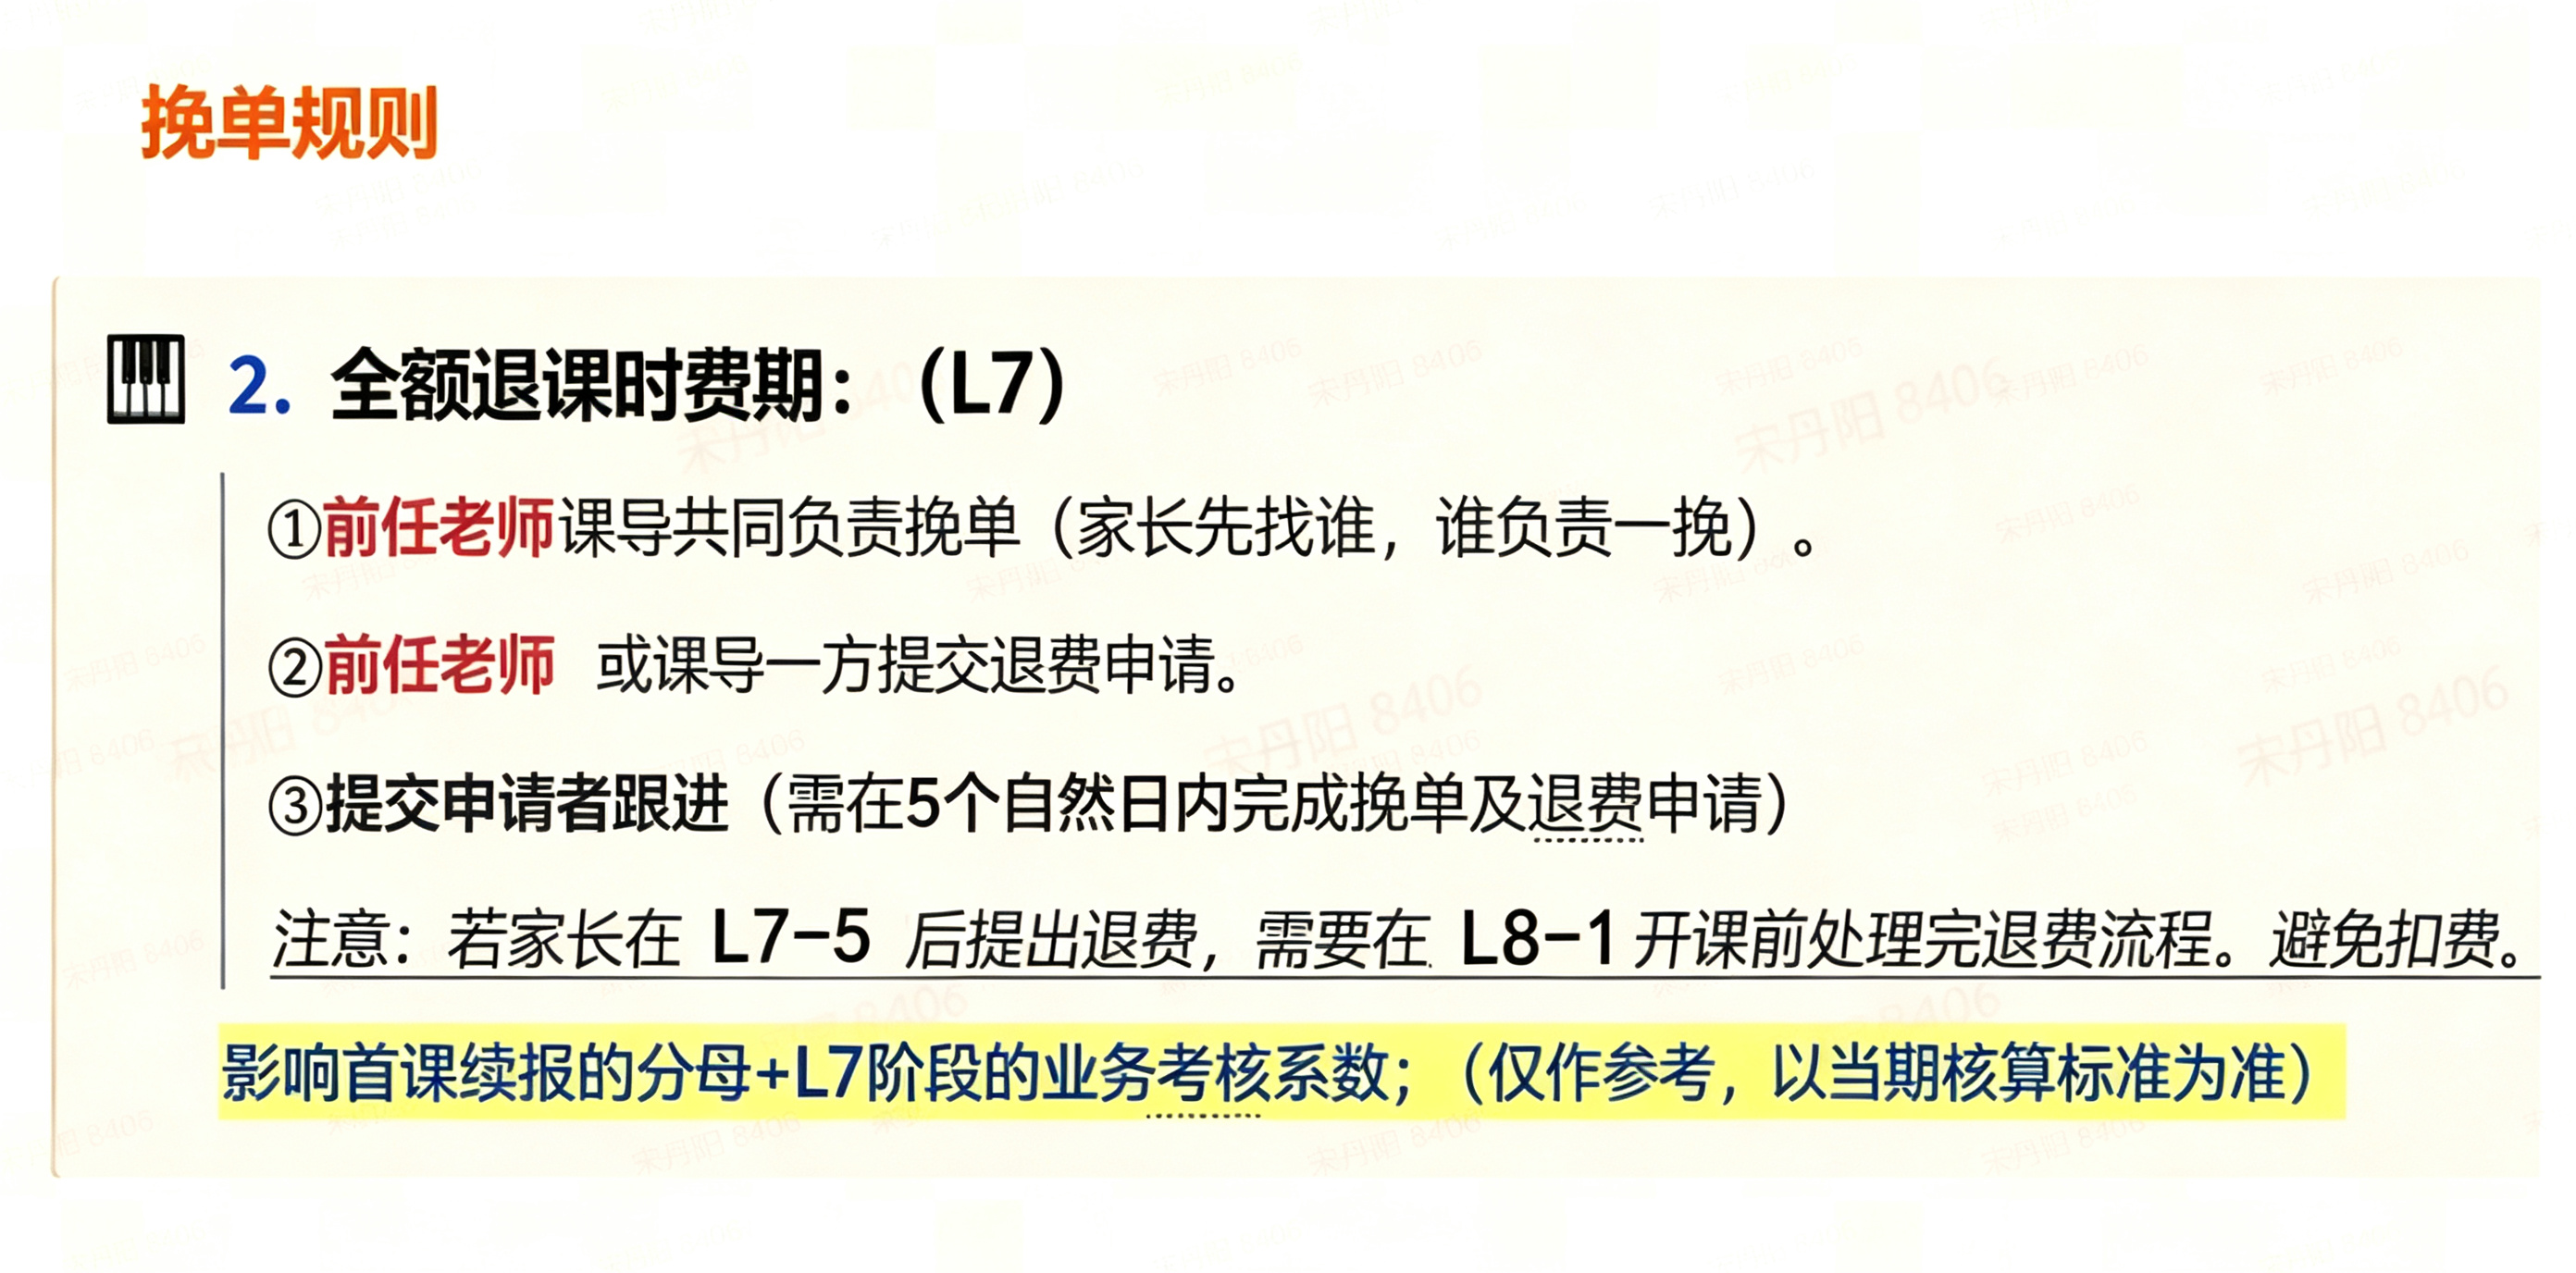 挽单规则
2. 全额退课时费期：（L7）
①前任老师课导共同负责挽单（家长先找谁，谁负责一挽）。
②前任老师 或课导一方提交退费申请。
③提交申请者跟进（需在5个自然日内完成挽单及退费申请）
注意：若家长在 L7-5 后提出退费，需要在 L8-1 开课前处理完退费流程。避免扣费。
影响首课续报的分母+L7阶段的业务考核系数；（仅作参考，以当期核算标准为准）
宋丹阳 8406